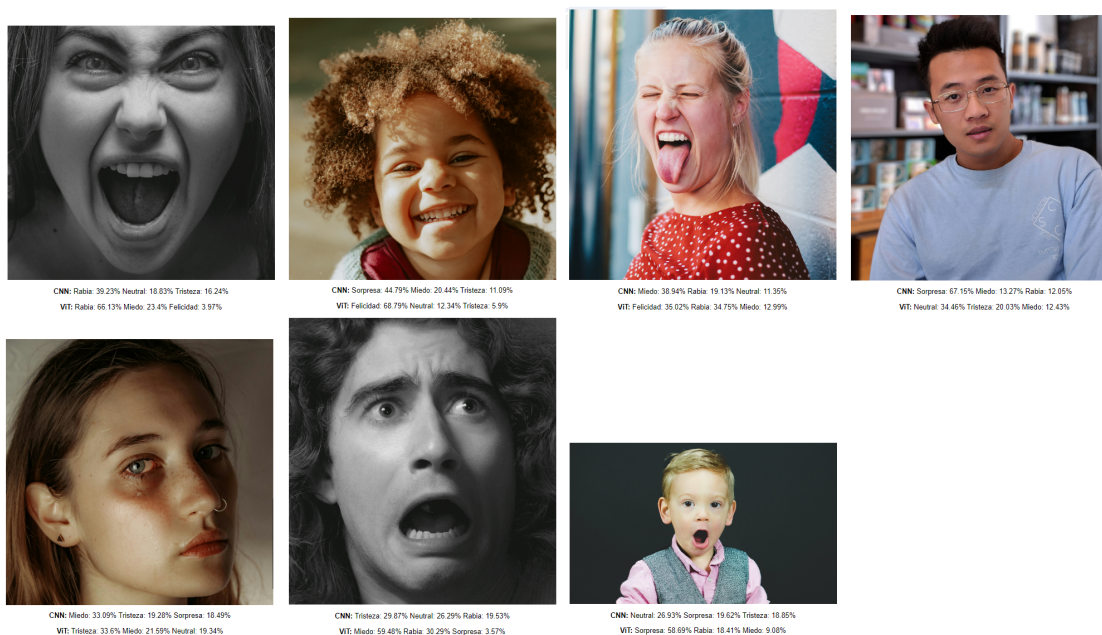 CNN: Rabia: 39.23% Neutral: 18.83% Tristeza: 16.24%
ViT: Rabia: 66.13% Miedo: 23.4% Felicidad: 3.97%
CNN: Sorpresa: 44.79% Miedo: 20.44% Tristeza: 11.09%
ViT: Felicidad: 68.79% Neutral: 12.34% Tristeza: 5.9%
CNN: Miedo: 38.94% Rabia: 19.13% Neutral: 11.35%
ViT: Felicidad: 35.02% Rabia: 34.75% Miedo: 12.99%
CNN: Sorpresa: 67.15% Miedo: 13.27% Rabia: 12.05%
ViT: Neutral: 34.46% Tristeza: 20.03% Miedo: 12.43%
CNN: Miedo: 33.09% Tristeza: 19.28% Sorpresa: 18.49%
ViT: Tristeza: 33.6% Miedo: 21.59% Neutral: 19.34%
CNN: Tristeza: 29.87% Neutral: 26.29% Rabia: 19.53%
ViT: Miedo: 59.48% Rabia: 30.29% Sorpresa: 3.57%
CNN: Neutral: 26.93% Sorpresa: 19.62% Tristeza: 18.85%
ViT: Sorpresa: 58.69% Rabia: 18.41% Miedo: 9.08%